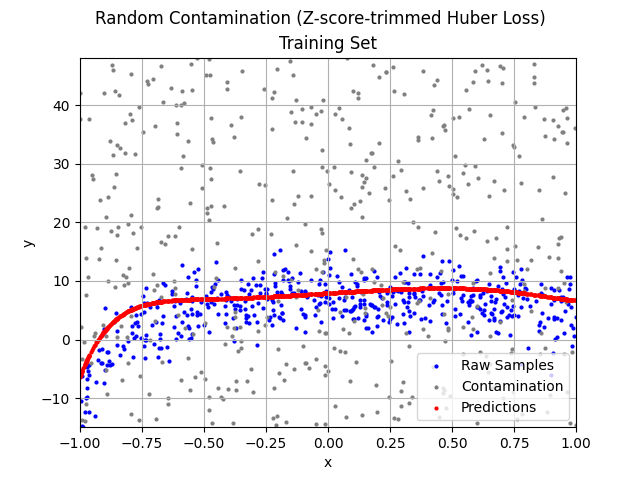 Random Contamination (Z-score-trimmed Huber Loss)
Training Set
40
30
20
10
0
−10
y
−1.00 −0.75 −0.50 −0.25 0.00 0.25 0.50 0.75 1.00
x
Raw Samples
Contamination
Predictions